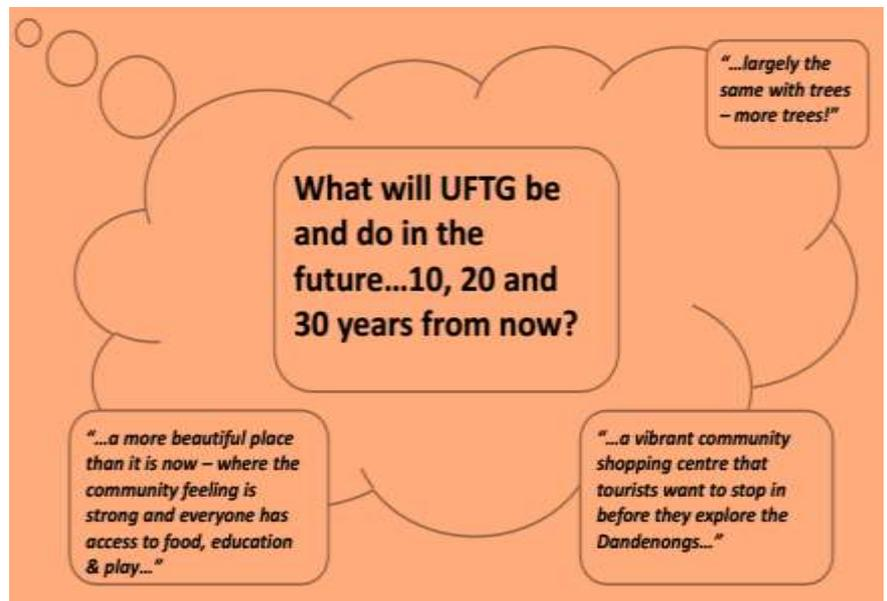 "...largely the
same with trees
– more trees!"
What will UFTG be
and do in the
future...10, 20 and
30 years from now?
"...a more beautiful place
than it is now – where the
community feeling is
strong and everyone has
access to food, education
& play..."
"...a vibrant community
shopping centre that
tourists want to stop in
before they explore the
Dandenongs..."